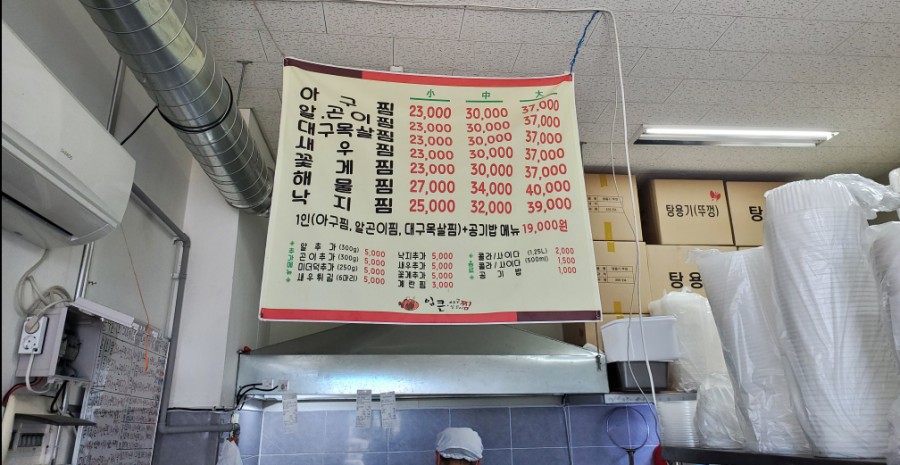 小 中 大
아구찜 23,000 30,000 37,000
알.곤이찜 23,000 30,000 37,000
대구목살찜 23,000 30,000 37,000
새우찜 23,000 30,000 37,000
꽃게찜 23,000 30,000 37,000
해물찜 27,000 34,000 40,000
낙지찜 25,000 32,000 39,000
1인(아구찜, 알곤이찜, 대구목살찜)+공기밥 메뉴 19,000원
알추가 (300g) 5,000 낙지추가 5,000 콜라/사이다 (1.25L) 2,000
곤이추가 (300g) 5,000 새우추가 5,000 콜라/사이다 (500ml) 1,500
미더덕추가 (250g) 5,000 꽃게추가 5,000 공기밥 1,000
새우튀김 (6마리) 5,000 계란찜 3,000
탕용기(뚜껑)
탕용